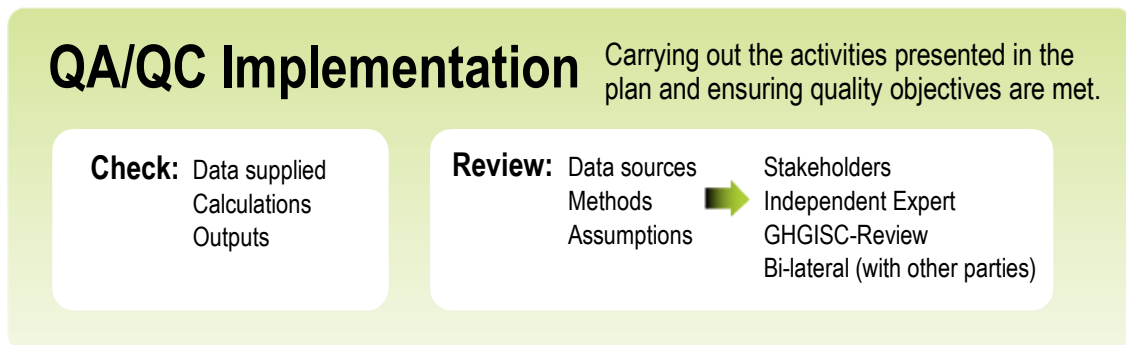 QA/QC Implementation
Carrying out the activities presented in the
plan and ensuring quality objectives are met.
Check: Data supplied
Calculations
Outputs
Review: Data sources
Methods
Assumptions
Stakeholders
Independent Expert
GHGISC-Review
Bi-lateral (with other parties)